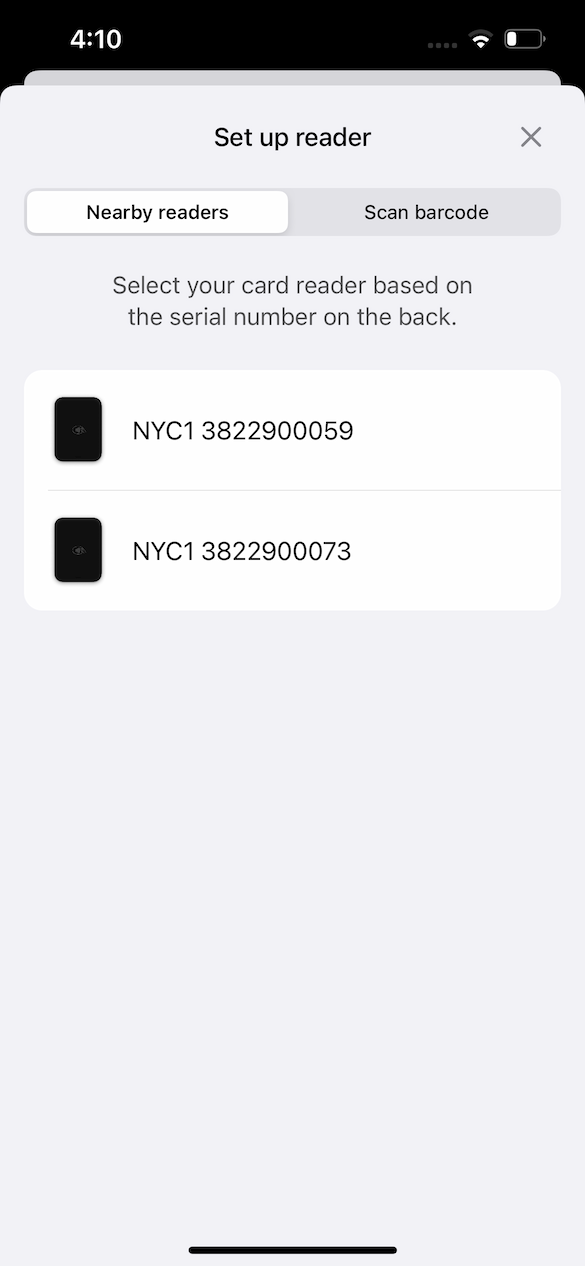 4:10
Set up reader
Nearby readers
Scan barcode
Select your card reader based on
the serial number on the back.
NYC1 3822900059
NYC1 3822900073